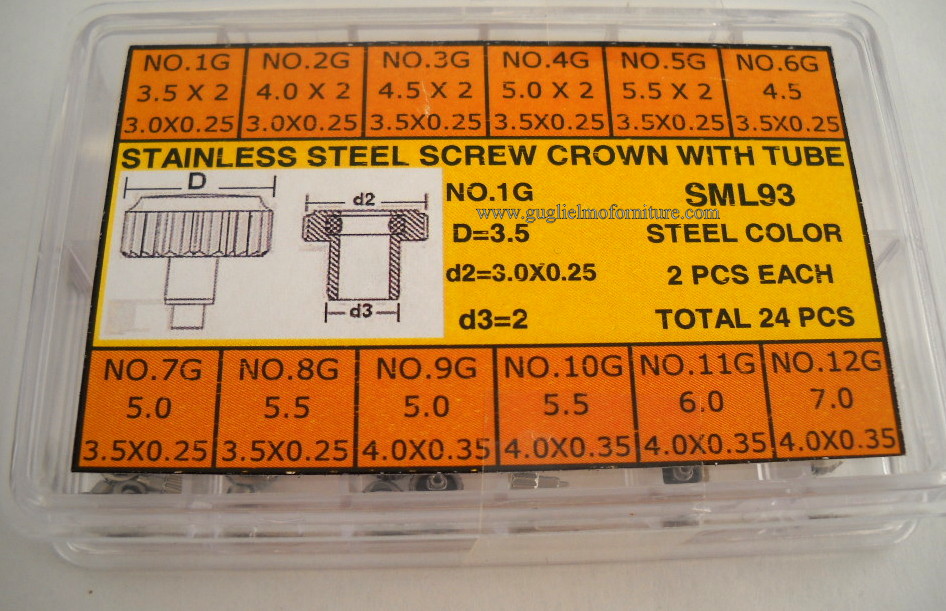 NO.1G NO.2G NO.3G NO.4G NO.5G NO.6G
3.5 X 2 4.0 X 2 4.5 X 2 5.0 X 2 5.5 X 2 4.5
3.0X0.25 3.0X0.25 3.5X0.25 3.5X0.25 3.5X0.25 3.5X0.25
STAINLESS STEEL SCREW CROWN WITH TUBE
D
d2
d3
NO.1G
D=3.5
d2=3.0X0.25
d3=2
SML93
www.guglielmoforniture.com
STEEL COLOR
2 PCS EACH
TOTAL 24 PCS
NO.7G NO.8G NO.9G NO.10G NO.11G NO.12G
5.0 5.5 5.0 5.5 6.0 7.0
3.5X0.25 3.5X0.25 4.0X0.35 4.0X0.35 4.0X0.35 4.0X0.35